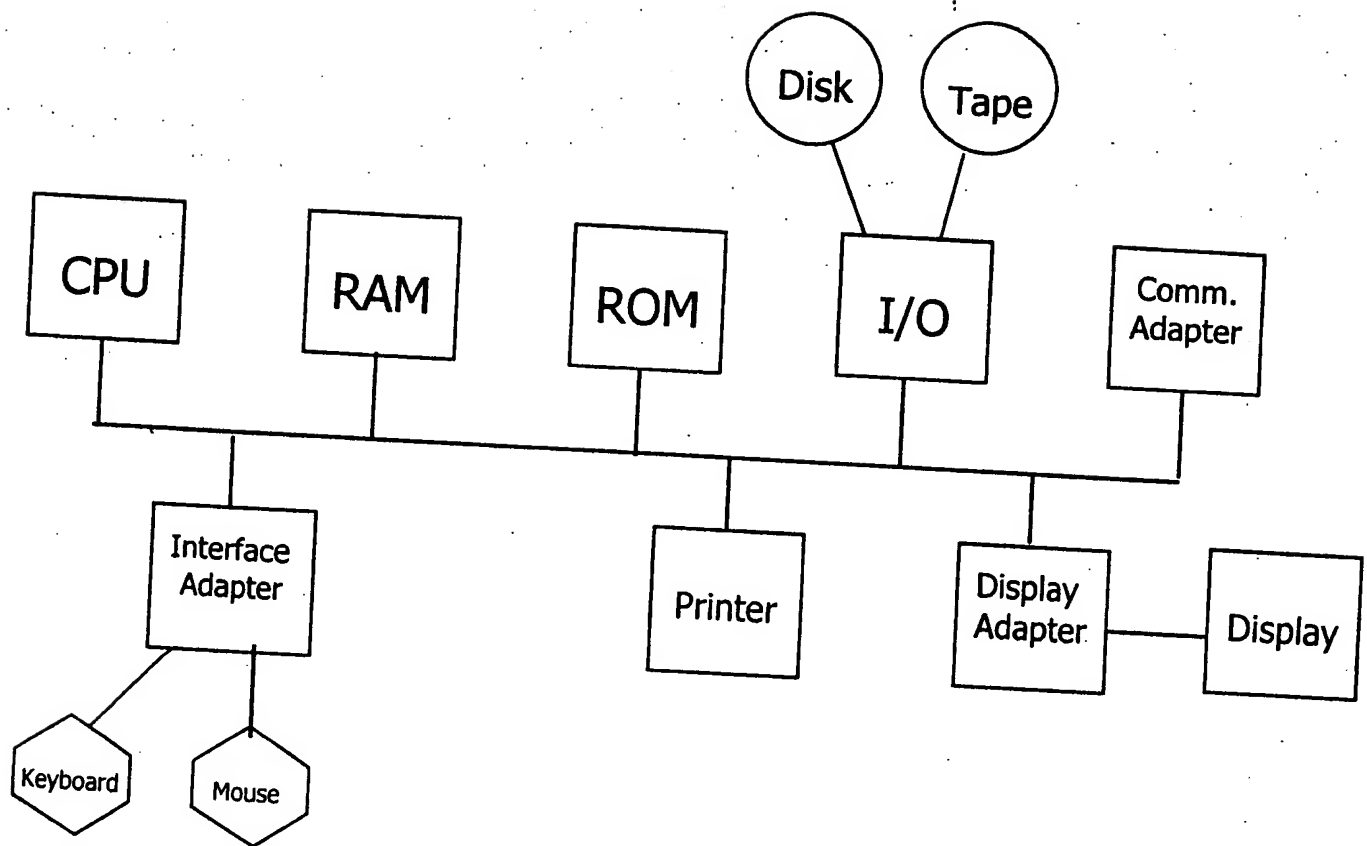 Disk
Tape
CPU
RAM
ROM
I/O
Comm.
Adapter
Interface
Adapter
Printer
Display
Adapter
Display
Keyboard
Mouse